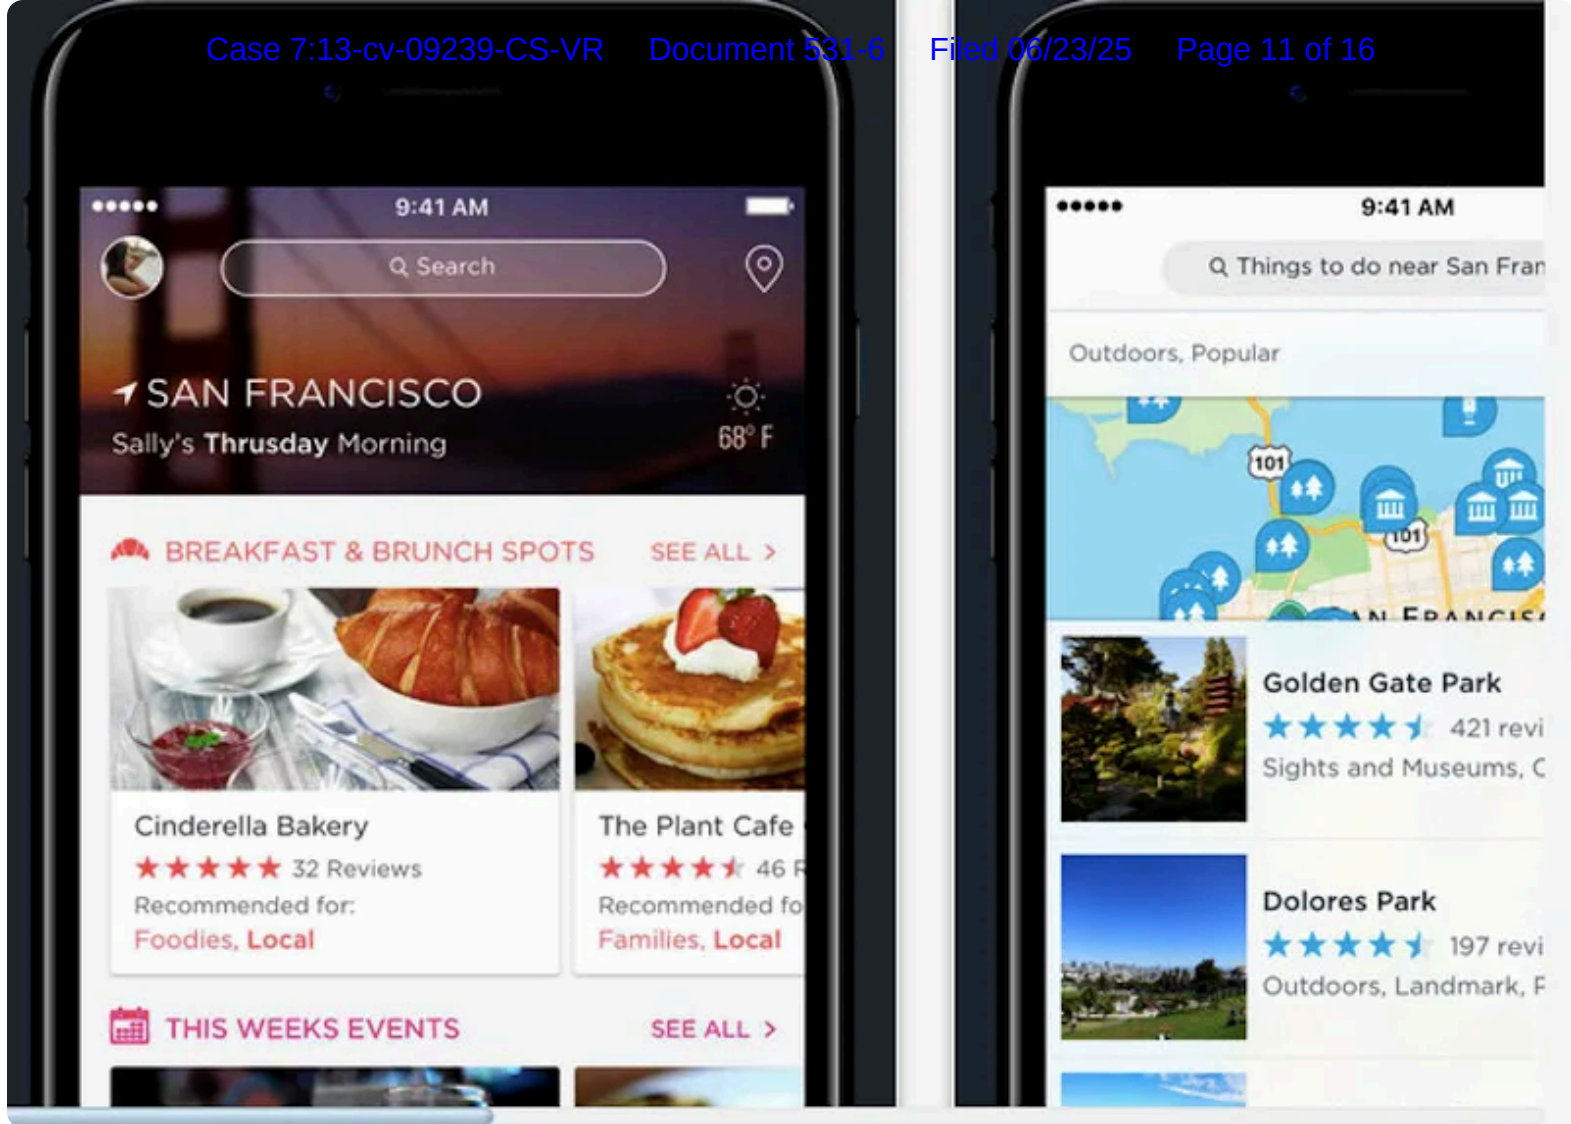 Case 7:13-cv-09239-CS-VR Document 531-6 Filed 06/23/25 Page 11 of 16
9:41 AM
Search
SAN FRANCISCO
Sally's Thrusday Morning
68° F
BREAKFAST & BRUNCH SPOTS SEE ALL >
Cinderella Bakery
32 Reviews
Recommended for:
Foodies, Local
The Plant Cafe
46 R
Recommended fo
Families, Local
THIS WEEKS EVENTS SEE ALL >
9:41 AM
Things to do near San Fran
Outdoors, Popular
101
101
SAN FRANCISC
Golden Gate Park
421 revi
Sights and Museums, C
Dolores Park
197 revi
Outdoors, Landmark, P